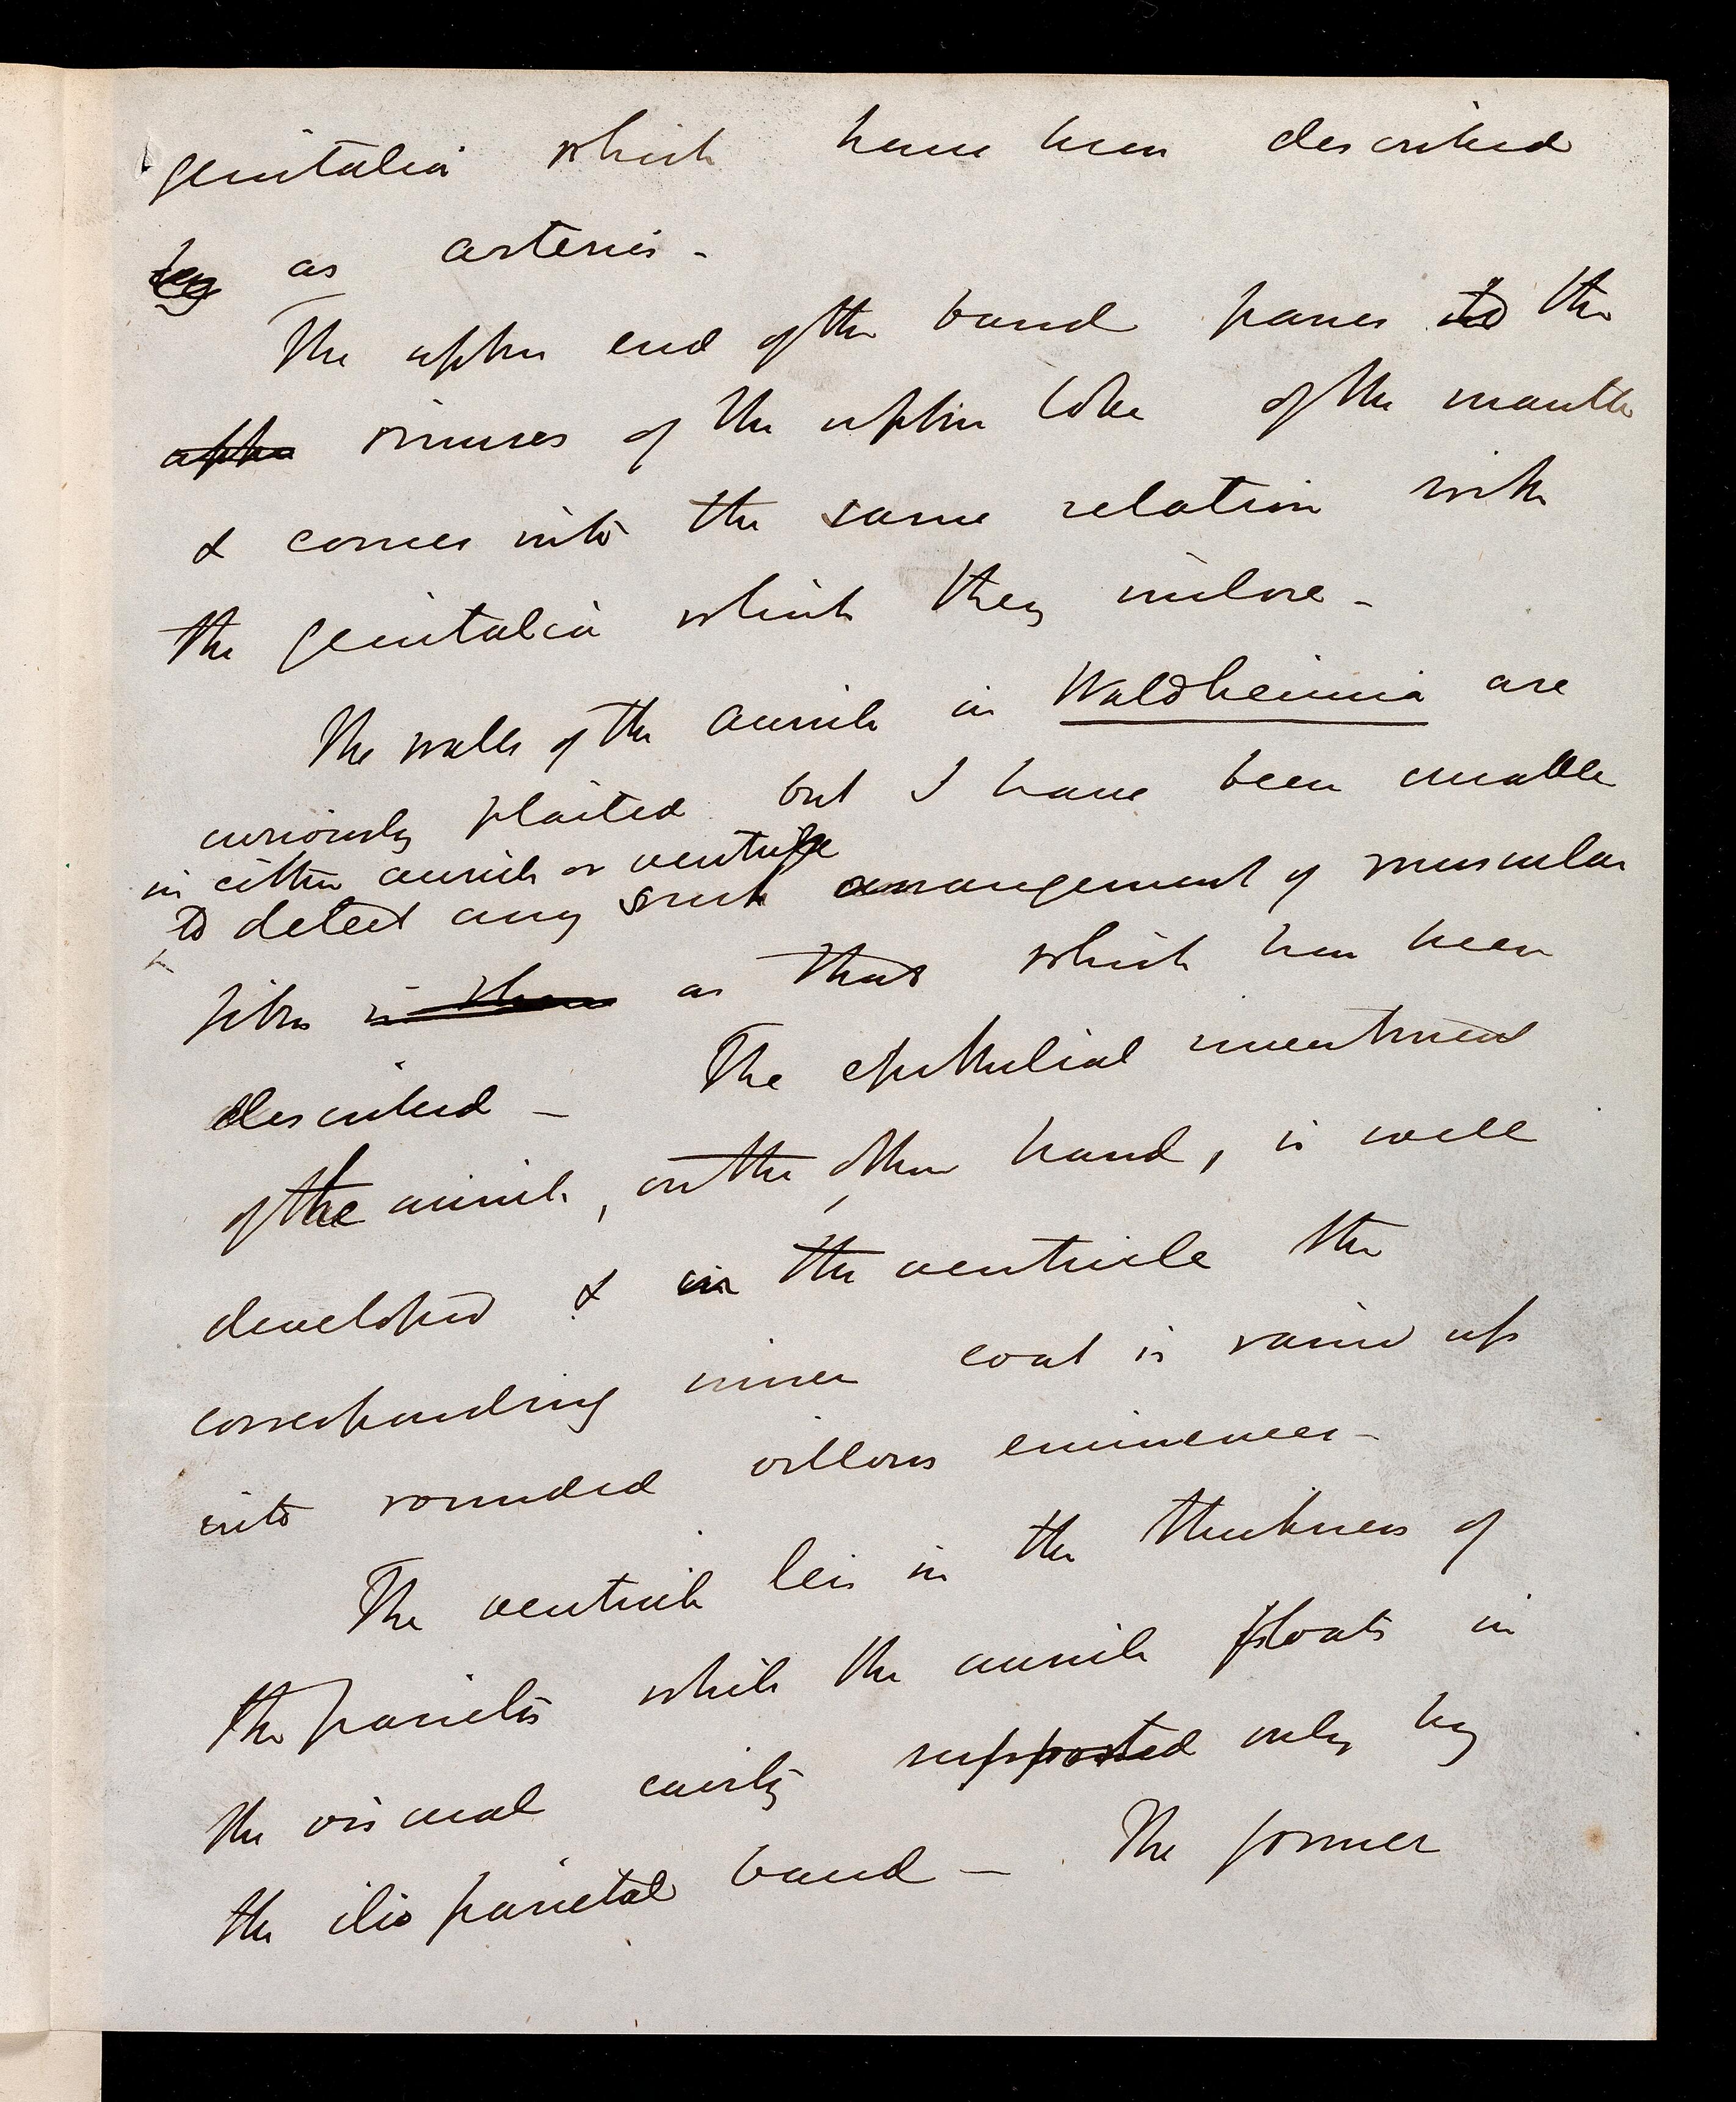 genitalia which have been described
by as arteries -
The upper end of the band passes into the
upper sinuses of the upper lobe of the mantle
& comes into the same relation with
the genitalia which they inclose -
The walls of the auricle in Waldheimia are
curiously plaited but I have been unable
in either auricle or ventricle
to detect any such arrangement of muscular
fibres in them as that which has been
described - The epithelial investment
of the auricle, on the other hand, is well
developed & in the ventricle the
corresponding inner coat is raised up
into rounded villous eminences -
The ventricle lies in the thickness of
the parietes while the auricle floats in
the visceral cavity supported only by
the ilio parietal band - The former